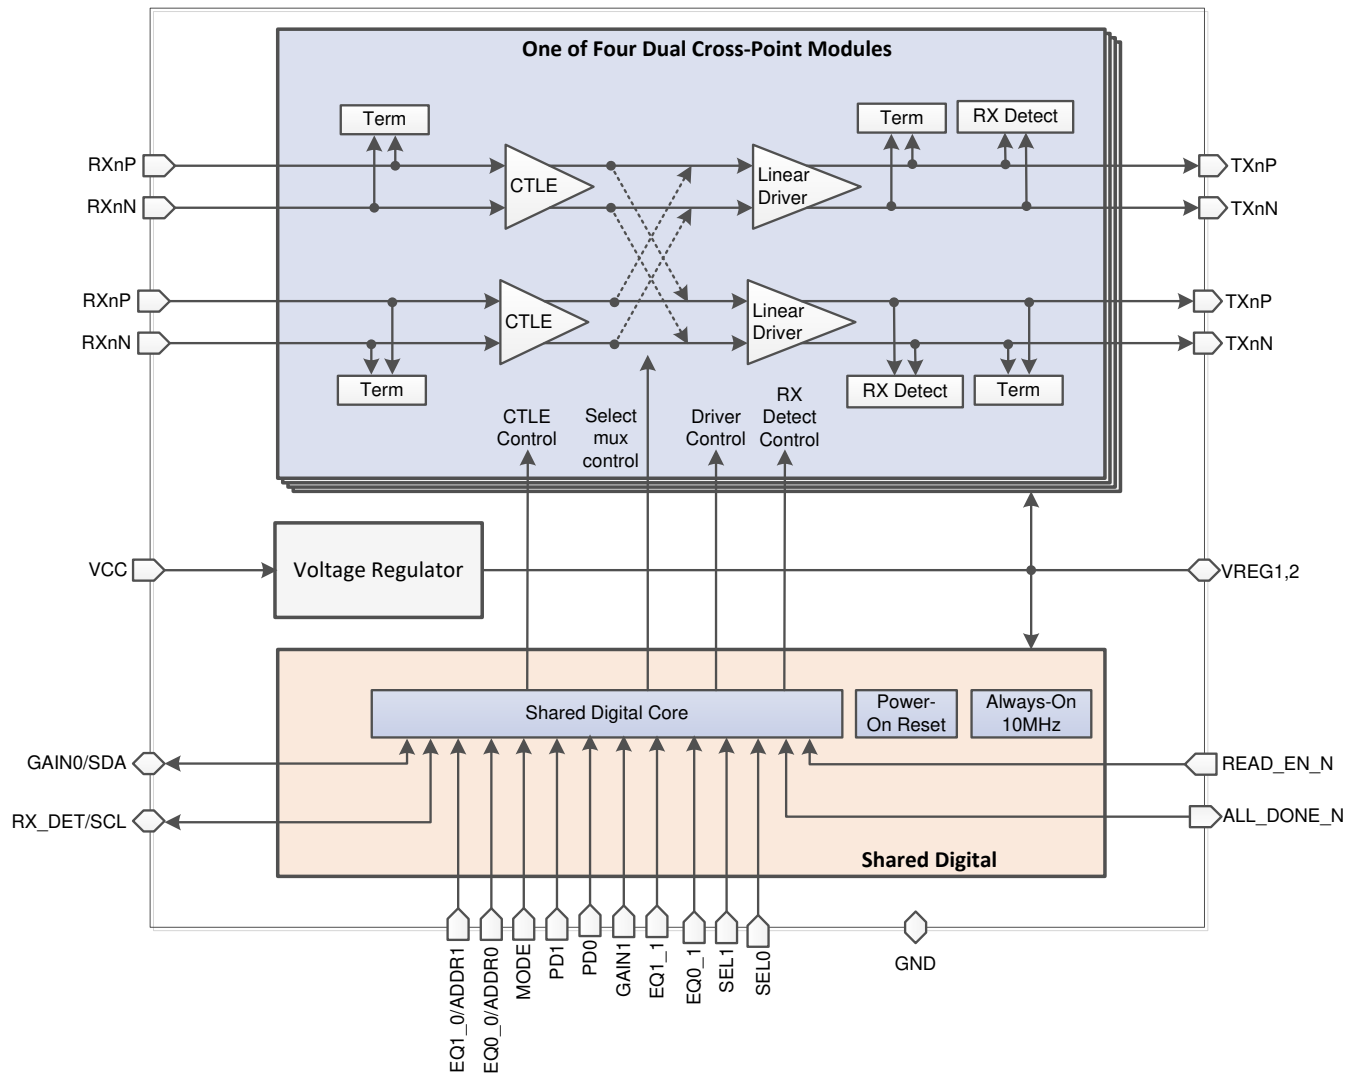 One of Four Dual Cross-Point Modules
Term
Term
RX Detect
RXnP
TXnP
CTLE
Linear
Driver
RXnN
TXnN
RXnP
TXnP
CTLE
Linear
Driver
RXnN
TXnN
Term
RX Detect
Term
CTLE
Control
Select
mux
control
Driver
Control
RX
Detect
Control
VCC
Voltage Regulator
VREG1,2
Shared Digital Core
Power-
On Reset
Always-On
10MHz
GAIN0/SDA
READ_EN_N
RX_DET/SCL
ALL_DONE_N
Shared Digital
EQ1_0/ADDR1
EQ0_0/ADDR0
MODE
PD1
PD0
GAIN1
EQ1_1
EQ0_1
SEL1
SEL0
GND